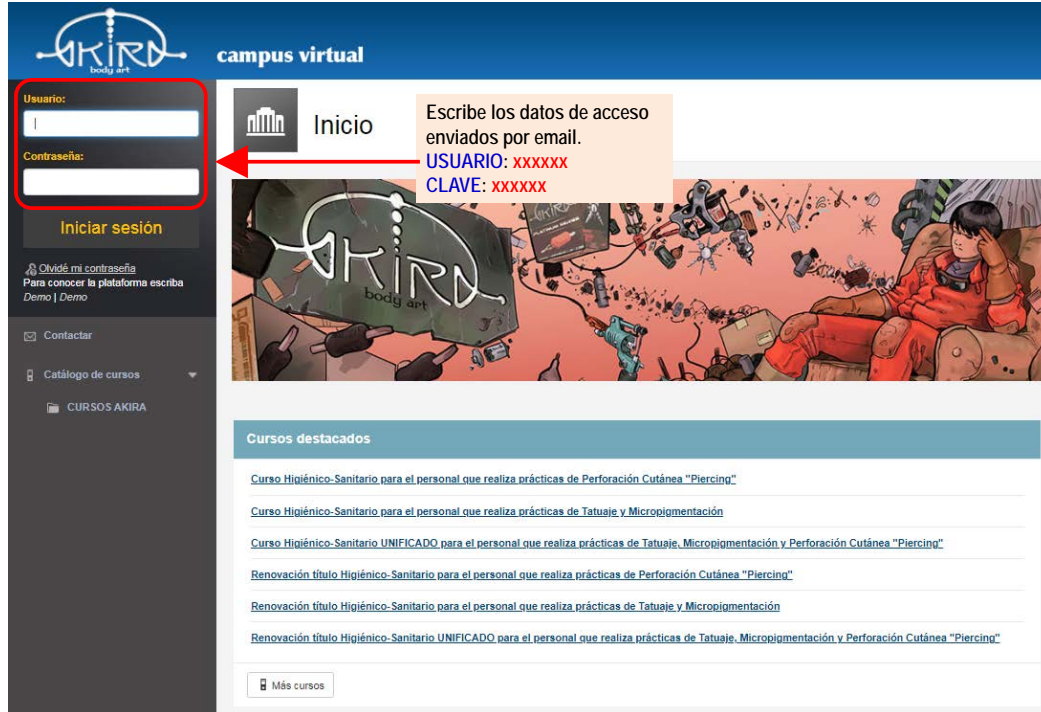 AKIRA
body art
campus virtual
Usuario:
Contraseña:
Iniciar sesión
Olvidé mi contraseña
Para conocer la plataforma escriba
Demo | Demo
Contactar
Catálogo de cursos
CURSOS AKIRA
Inicio
Escribe los datos de acceso
enviados por email.
USUARIO: xxxxxx
CLAVE: xxxxxx
AKIRA
body art
Cursos destacados
Curso Higiénico-Sanitario para el personal que realiza prácticas de Perforación Cutánea "Piercing"
Curso Higiénico-Sanitario para el personal que realiza prácticas de Tatuaje y Micropigmentación
Curso Higiénico-Sanitario UNIFICADO para el personal que realiza prácticas de Tatuaje, Micropigmentación y Perforación Cutánea "Piercing"
Renovación título Higiénico-Sanitario para el personal que realiza prácticas de Perforación Cutánea "Piercing"
Renovación título Higiénico-Sanitario para el personal que realiza prácticas de Tatuaje y Micropigmentación
Renovación título Higiénico-Sanitario UNIFICADO para el personal que realiza prácticas de Tatuaje, Micropigmentación y Perforación Cutánea "Piercing"
Más cursos